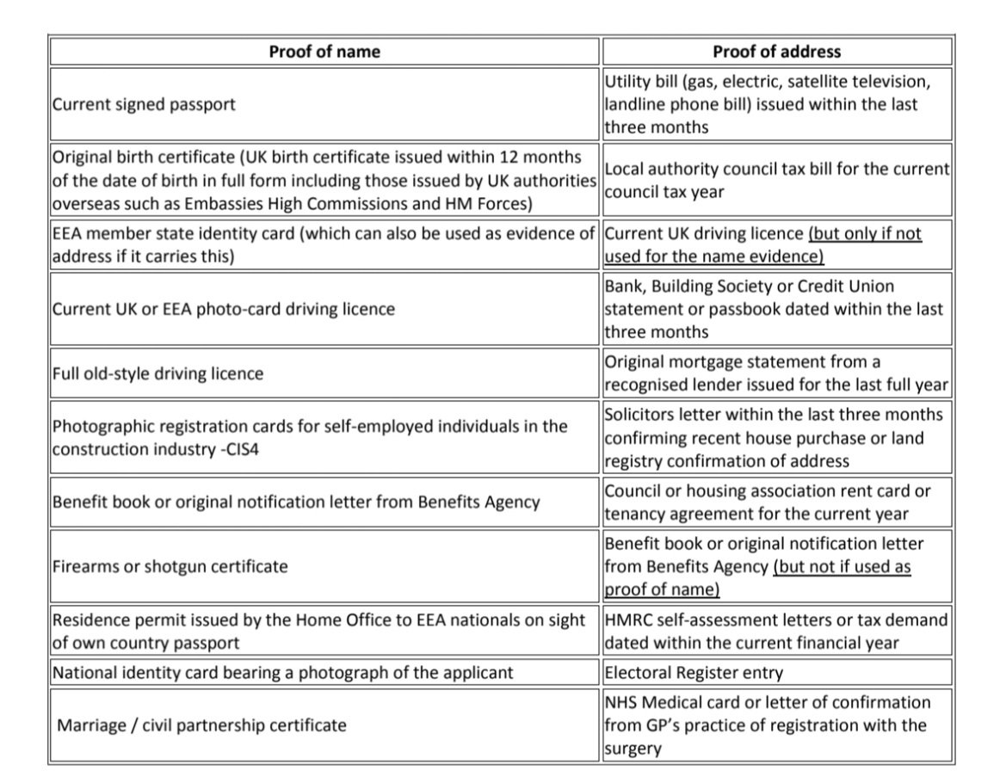 Proof of name
Proof of address
Current signed passport
Utility bill (gas, electric, satellite television,
landline phone bill) issued within the last
three months
Original birth certificate (UK birth certificate issued within 12 months
of the date of birth in full form including those issued by UK authorities
overseas such as Embassies High Commissions and HM Forces)
Local authority council tax bill for the current
council tax year
EEA member state identity card (which can also be used as evidence of
address if it carries this)
Current UK driving licence (but only if not
used for the name evidence)
Current UK or EEA photo-card driving licence
Bank, Building Society or Credit Union
statement or passbook dated within the last
three months
Full old-style driving licence
Original mortgage statement from a
recognised lender issued for the last full year
Photographic registration cards for self-employed individuals in the
construction industry -CIS4
Solicitors letter within the last three months
confirming recent house purchase or land
registry confirmation of address
Benefit book or original notification letter from Benefits Agency
Council or housing association rent card or
tenancy agreement for the current year
Firearms or shotgun certificate
Benefit book or original notification letter
from Benefits Agency (but not if used as
proof of name)
Residence permit issued by the Home Office to EEA nationals on sight
of own country passport
HMRC self-assessment letters or tax demand
dated within the current financial year
National identity card bearing a photograph of the applicant
Electoral Register entry
Marriage / civil partnership certificate
NHS Medical card or letter of confirmation
from GP’s practice of registration with the
surgery